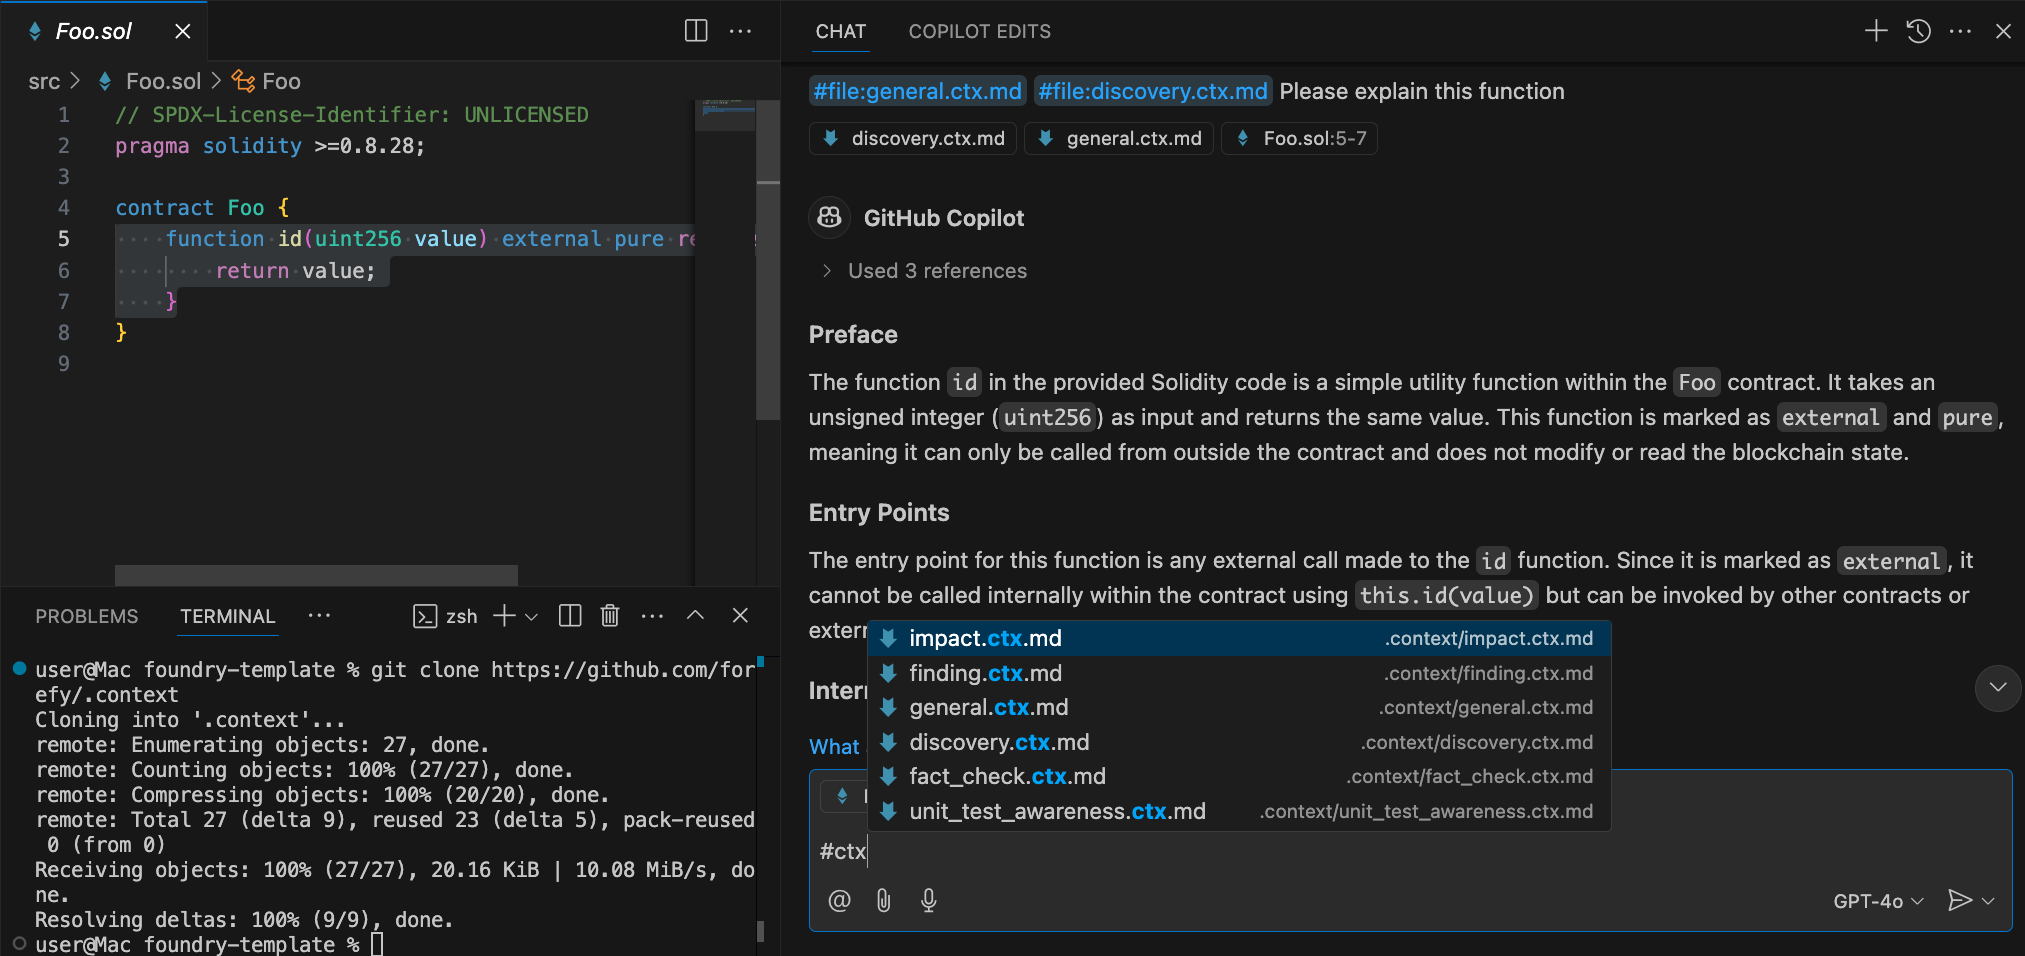 Foo.sol
src > Foo.sol > Foo
1 // SPDX-License-Identifier: UNLICENSED
2 pragma solidity >=0.8.28;
3
4 contract Foo {
5 function id(uint256 value) external pure re
6 return value;
7 }
8 }
9
PROBLEMS TERMINAL ··· zsh
user@Mac foundry-template % git clone https://github.com/for
efy/.context
Cloning into '.context'...
remote: Enumerating objects: 27, done.
remote: Counting objects: 100% (27/27), done.
remote: Compressing objects: 100% (20/20), done.
remote: Total 27 (delta 9), reused 23 (delta 5), pack-reused
0 (from 0)
Receiving objects: 100% (27/27), 20.16 KiB | 10.08 MiB/s, do
ne.
Resolving deltas: 100% (9/9), done.
user@Mac foundry-template %
CHAT COPILOT EDITS
#file:general.ctx.md #file:discovery.ctx.md Please explain this function
discovery.ctx.md general.ctx.md Foo.sol:5-7
GitHub Copilot
> Used 3 references
Preface
The function id in the provided Solidity code is a simple utility function within the Foo contract. It takes an
unsigned integer (uint256) as input and returns the same value. This function is marked as external and pure,
meaning it can only be called from outside the contract and does not modify or read the blockchain state.
Entry Points
The entry point for this function is any external call made to the id function. Since it is marked as external, it
cannot be called internally within the contract using this.id(value) but can be invoked by other contracts or
extern
Intern
What
impact.ctx.md .context/impact.ctx.md
finding.ctx.md .context/finding.ctx.md
general.ctx.md .context/general.ctx.md
discovery.ctx.md .context/discovery.ctx.md
fact_check.ctx.md .context/fact_check.ctx.md
unit_test_awareness.ctx.md .context/unit_test_awareness.ctx.md
#ctx
@ GPT-4o